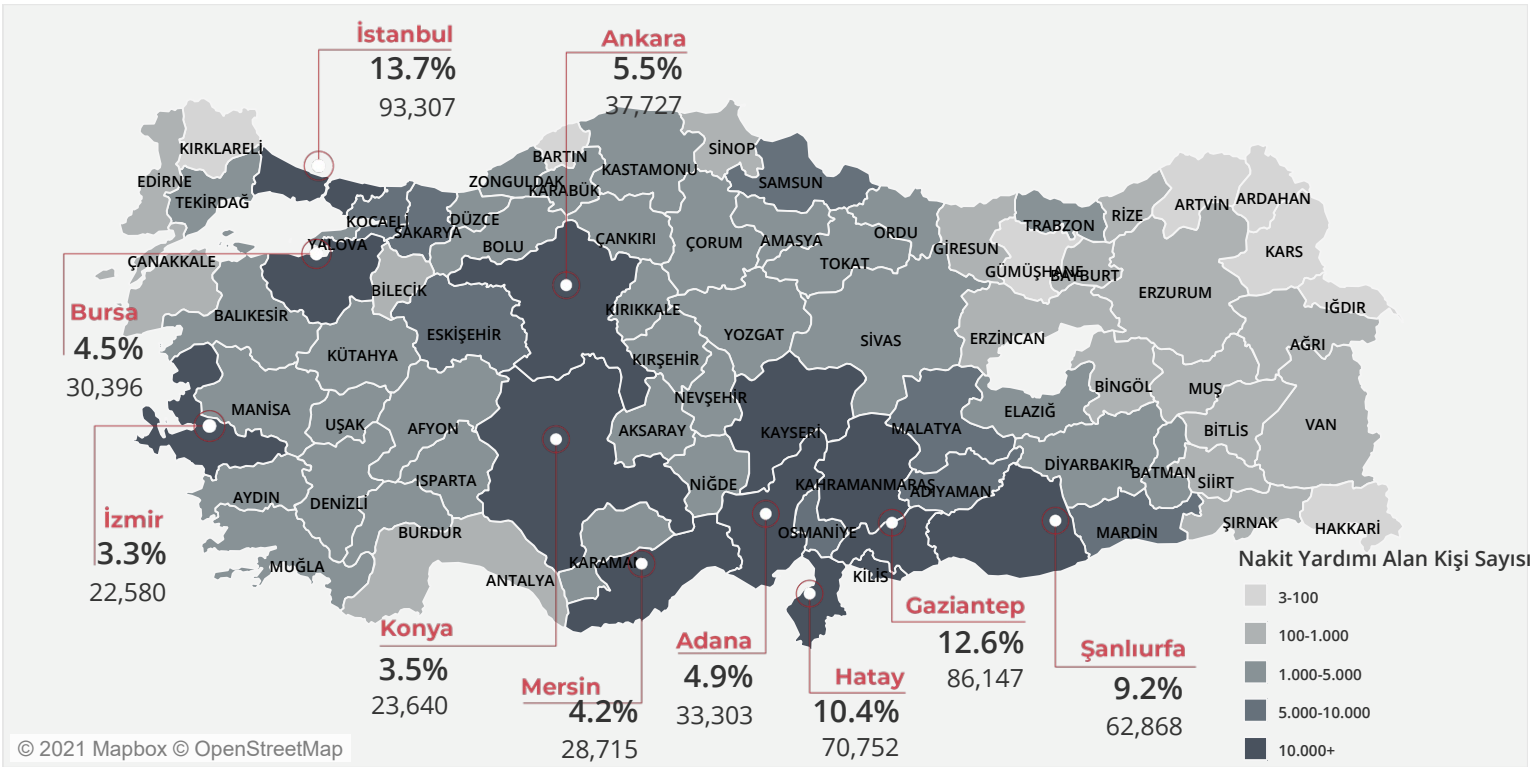 İstanbul
13.7%
93,307
Ankara
5.5%
37,727
KIRKLARELİ
EDİRNE
TEKİRDAĞ
BARTIN
ZONGULDAK
KARABÜK
KASTAMONU
SİNOP
SAMSUN
KOCAELİ
SAKARYA
DÜZCE
YALOVA
BOLU
ÇANKIRI
ÇORUM
AMASYA
TOKAT
ORDU
GİRESUN
TRABZON
RİZE
ARTVİN
ARDAHAN
KARS
GÜMÜŞHANE
BAYBURT
ERZURUM
IĞDIR
AĞRI
ÇANAKKALE
Bursa
4.5%
30,396
BALIKESİR
BİLECİK
ESKİŞEHİR
KÜTAHYA
KIRIKKALE
KIRŞEHİR
YOZGAT
SİVAS
ERZİNCAN
BİNGÖL
MUŞ
VAN
BİTLİS
MANİSA
UŞAK
AFYON
NEVŞEHİR
AKSARAY
KAYSERİ
MALATYA
ELAZIĞ
DİYARBAKIR
BATMAN
SİİRT
ŞIRNAK
HAKKARİ
İzmir
3.3%
22,580
AYDIN
DENİZLİ
ISPARTA
BURDUR
MUĞLA
ANTALYA
KARAMAN
NİĞDE
KAHRAMANMARAŞ
ADIYAMAN
OSMANİYE
KİLİS
MARDİN
Konya
3.5%
23,640
Mersin
4.2%
28,715
Adana
4.9%
33,303
Hatay
10.4%
70,752
Gaziantep
12.6%
86,147
Şanlıurfa
9.2%
62,868
Nakit Yardımı Alan Kişi Sayısı
3-100
100-1.000
1.000-5.000
5.000-10.000
10.000+
© 2021 Mapbox © OpenStreetMap